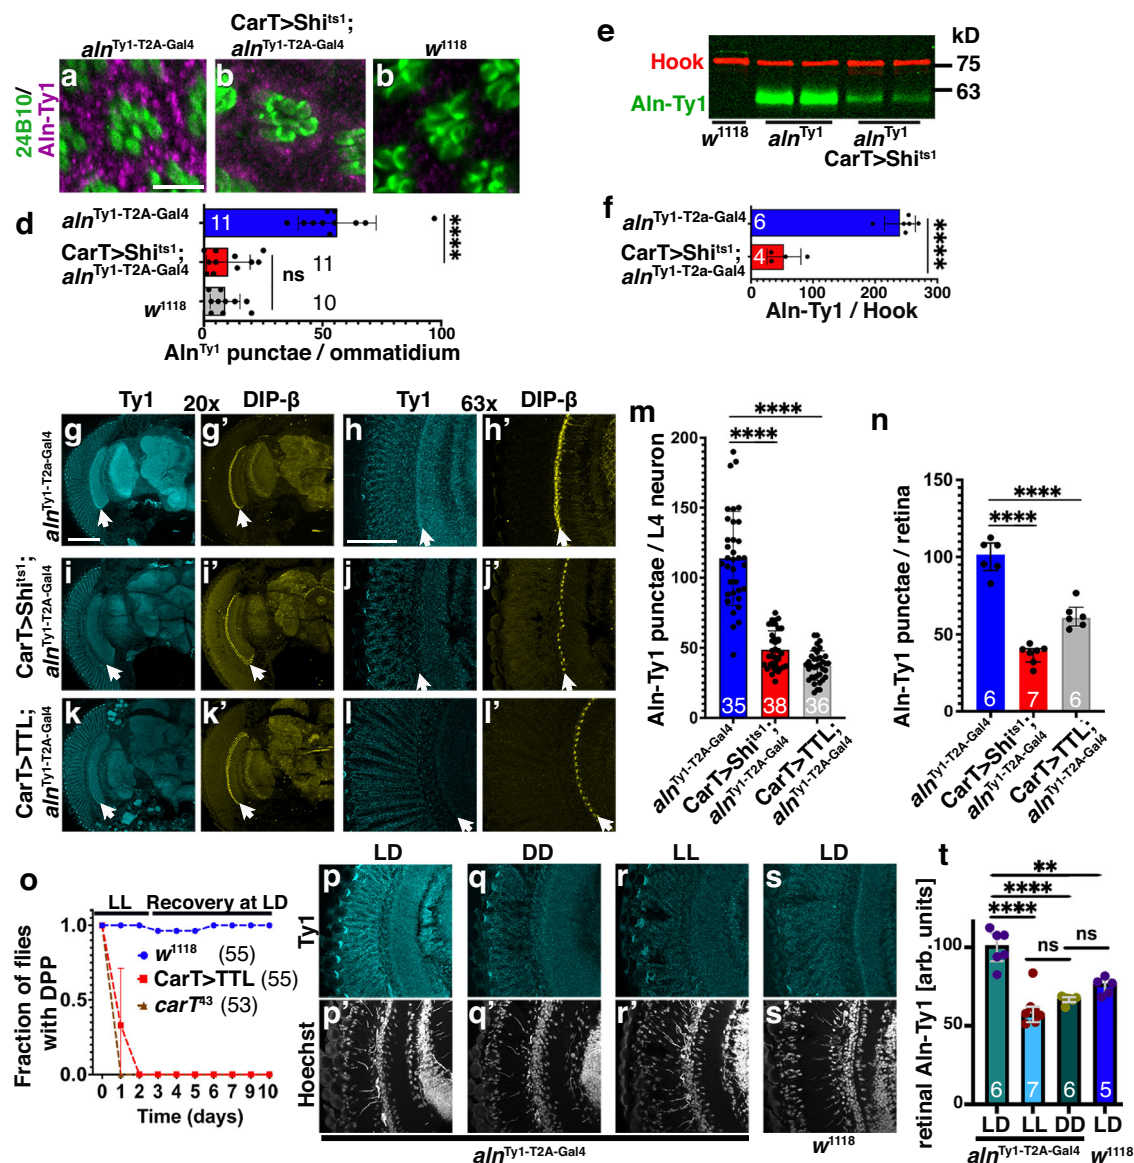 CarT>Shi^ts1;
aln^Ty1-T2A-Gal4 aln^Ty1-T2A-Gal4 w^1118
a b b
24B10/
Aln-Ty1
d
aln^Ty1-T2A-Gal4
CarT>Shi^ts1;
aln^Ty1-T2A-Gal4
w^1118
11
11
10
ns
****
0 50 100
Aln^Ty1 punctae / ommatidium
e
kD
Hook
75
63
Aln-Ty1
w^1118 aln^Ty1 aln^Ty1
CarT>Shi^ts1
f
aln^Ty1-T2a-Gal4
CarT>Shi^ts1;
aln^Ty1-T2a-Gal4
6
4
****
0 100 200 300
Aln-Ty1 / Hook
Ty1 20x DIP-β Ty1 63x DIP-β
g g' h h'
aln^Ty1-T2a-Gal4
i i' j j'
CarT>Shi^ts1;
aln^Ty1-T2A-Gal4
k k' l l'
CarT>TTL;
aln^Ty1-T2A-Gal4
m
****
****
200
150
100
50
0
Aln-Ty1 punctae / L4 neuron
35 38 36
aln^Ty1-T2A-Gal4
CarT>Shi^ts1;
aln^Ty1-T2A-Gal4
CarT>TTL;
aln^Ty1-T2A-Gal4
n
****
****
150
100
50
0
Aln-Ty1 punctae / retina
6 7 6
aln^Ty1-T2A-Gal4
CarT>Shi^ts1;
aln^Ty1-T2A-Gal4
CarT>TTL;
aln^Ty1-T2A-Gal4
o
LL Recovery at LD
1.0
0.5
0.0
Fraction of flies
with DPP
w^1118 (55)
CarT>TTL (55)
carT^43 (53)
0 1 2 3 4 5 6 7 8 9 10
Time (days)
LD DD LL LD
p q r s
Ty1
p' q' r' s'
Hoechst
aln^Ty1-T2A-Gal4
w^1118
t
**
****
****
ns ns
100
50
0
retinal Aln-Ty1 [arb. units]
6 7 6 5
LD LL DD LD
aln^Ty1-T2A-Gal4 w^1118